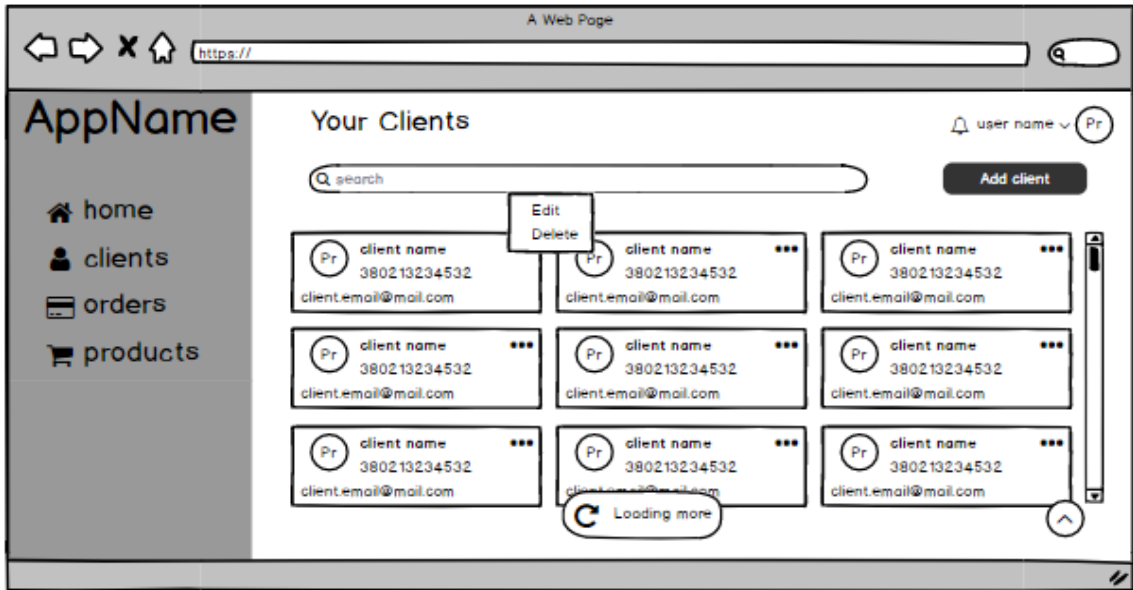 A Web Page
https://
AppName
Your Clients
user name
Pr
search
Add client
home
clients
orders
products
Edit
Delete
Pr
client name
380213234532
client.email@mail.com
Pr
client name
380213234532
client.email@mail.com
Pr
client name
380213234532
client.email@mail.com
Pr
client name
380213234532
client.email@mail.com
Pr
client name
380213234532
client.email@mail.com
Pr
client name
380213234532
client.email@mail.com
Pr
client name
380213234532
client.email@mail.com
Pr
client name
380213234532
client.email@mail.com
Pr
client name
380213234532
client.email@mail.com
Loading more